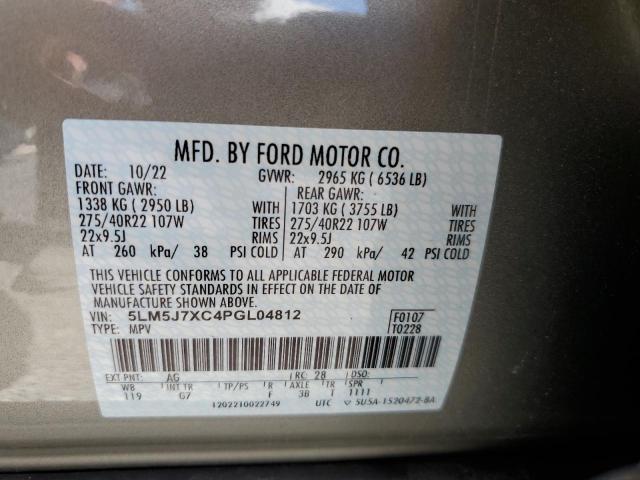 MFD. BY FORD MOTOR CO.
DATE: 10/22 GVWR: 2965 KG ( 6536 LB)
FRONT GAWR: REAR GAWR:
1338 KG ( 2950 LB) WITH 1703 KG ( 3755 LB) WITH
275/40R22 107W TIRES 275/40R22 107W TIRES
22x9.5J RIMS 22x9.5J RIMS
AT 260 kPa/ 38 PSI COLD AT 290 kPa/ 42 PSI COLD
THIS VEHICLE CONFORMS TO ALL APPLICABLE FEDERAL MOTOR
VEHICLE SAFETY STANDARDS IN EFFECT ON THE DATE OF
MANUFACTURE SHOWN ABOVE.
VIN: 5LM5J7XC4PGL04812 F0107
TYPE: MPV T0228
EXT PNT: AG RC: 28 DSO:
WB INT TR TP/PS R AXLE TR SPR
119 G7 F 3B T 1111
1202210022749 UTC ▽ 5U5A-1520472-BA